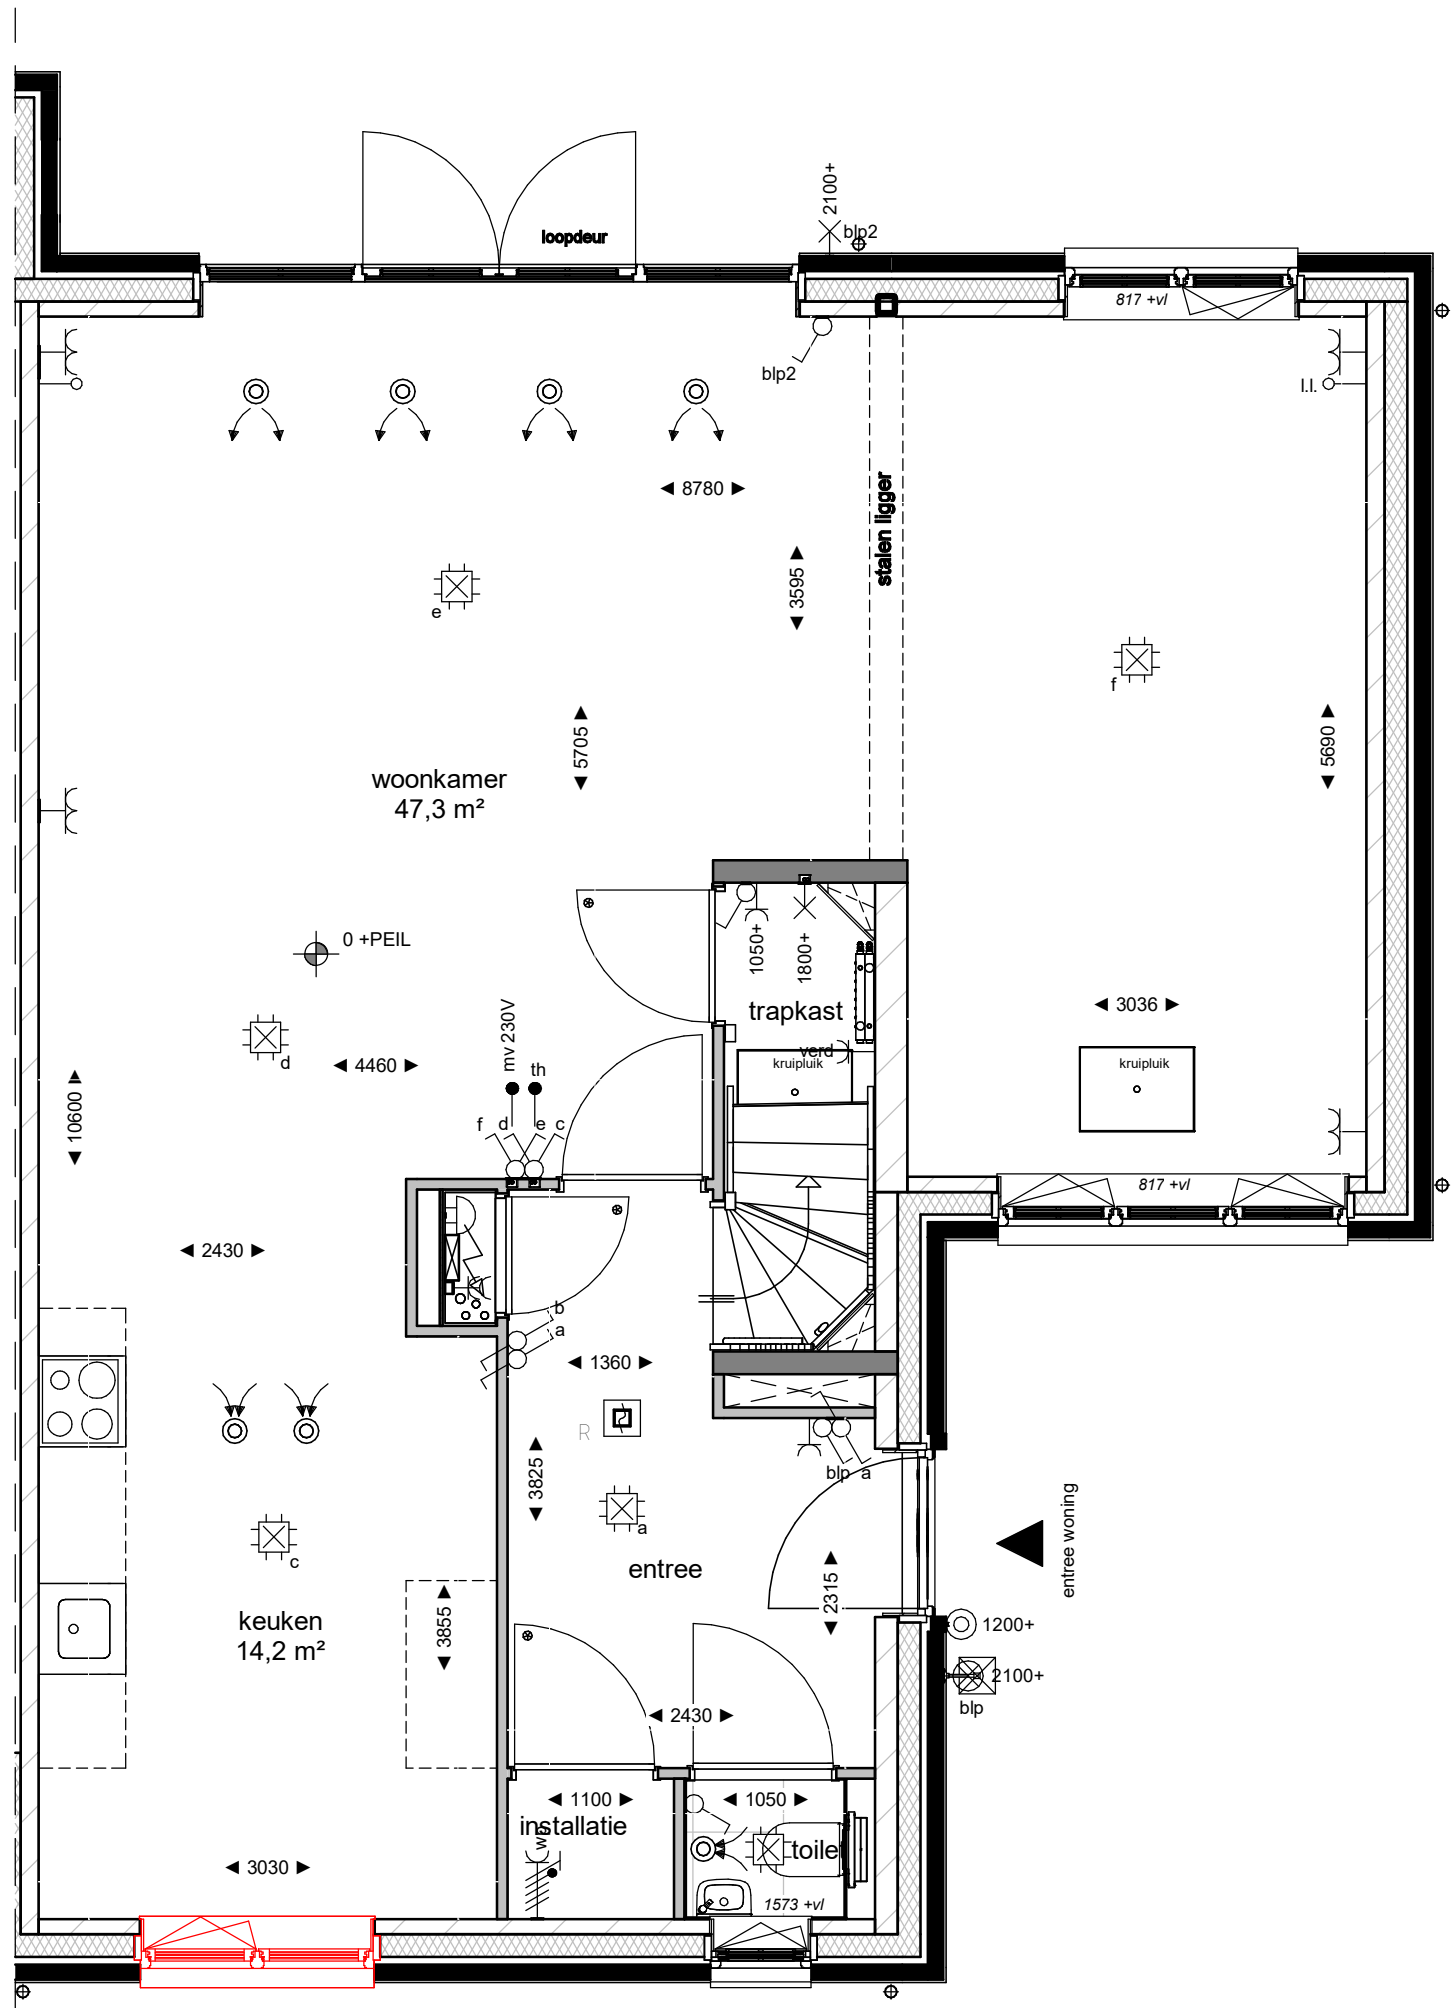 2100+
blp2
loopdeur
817 +vl
blp2
l.l.
8780
stalen ligger
3595
e
f
5705
5690
woonkamer
47,3 m²
0 +PEIL
1050+
1800+
trapkast
3036
d
4460
mv 230V
th
verd
kruipluik
kruipluik
10600
f
d
e
c
817 +vl
2430
b
a
1360
R
3825
blp
a
a
entree
entree woning
c
keuken
14,2 m²
3855
2315
1200+
2100+
blp
2430
1100
1050
installatie
toile
3030
1573 +vl